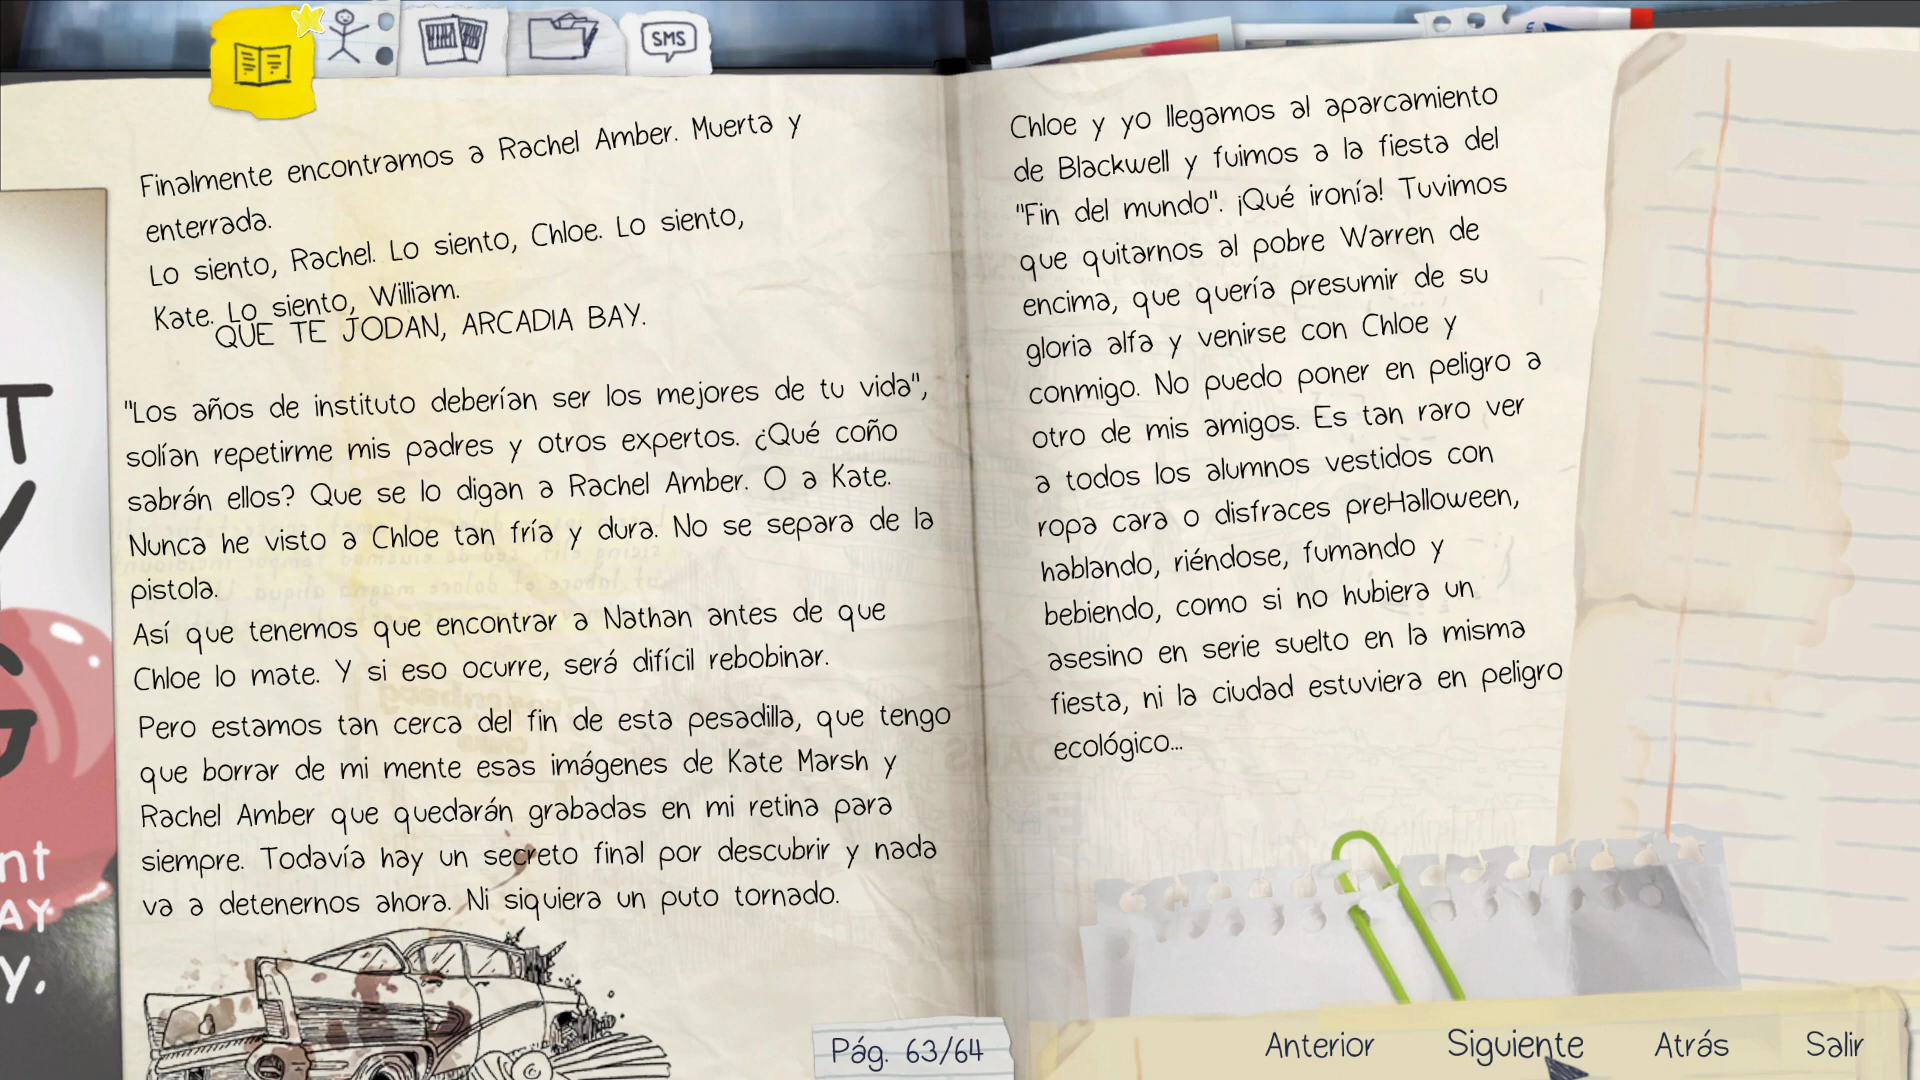 SMS
Finalmente encontramos a Rachel Amber. Muerta y
enterrada.
Lo siento, Rachel. Lo siento, Chloe. Lo siento,
Kate. Lo siento, William.
QUE TE JODAN, ARCADIA BAY.
"Los años de instituto deberían ser los mejores de tu vida",
solían repetirme mis padres y otros expertos. ¿Qué coño
sabrán ellos? Que se lo digan a Rachel Amber. O a Kate.
Nunca he visto a Chloe tan fría y dura. No se separa de la
pistola.
Así que tenemos que encontrar a Nathan antes de que
Chloe lo mate. Y si eso ocurre, será difícil rebobinar.
Pero estamos tan cerca del fin de esta pesadilla, que tengo
que borrar de mi mente esas imágenes de Kate Marsh y
Rachel Amber que quedarán grabadas en mi retina para
siempre. Todavía hay un secreto final por descubrir y nada
va a detenernos ahora. Ni siquiera un puto tornado.
Chloe y yo llegamos al aparcamiento
de Blackwell y fuimos a la fiesta del
"Fin del mundo". ¡Qué ironía! Tuvimos
que quitarnos al pobre Warren de
encima, que quería presumir de su
gloria alfa y venirse con Chloe y
conmigo. No puedo poner en peligro a
otro de mis amigos. Es tan raro ver
a todos los alumnos vestidos con
ropa cara o disfraces preHalloween,
hablando, riéndose, fumando y
bebiendo, como si no hubiera un
asesino en serie suelto en la misma
fiesta, ni la ciudad estuviera en peligro
ecológico...
Pág. 63/64
Anterior Siguiente Atrás Salir